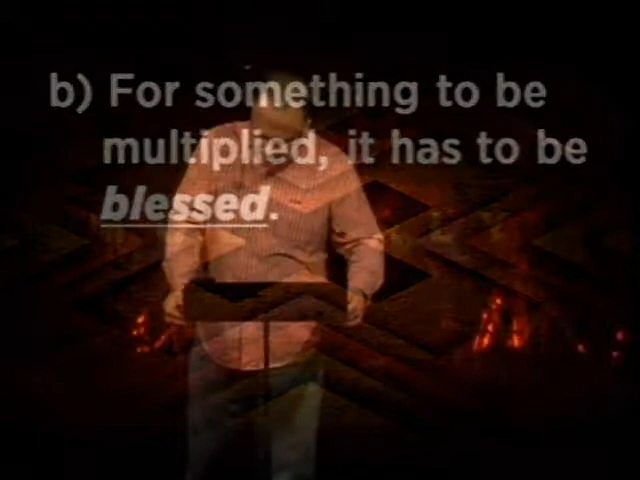 b) For something to be
multiplied, it has to be
blessed.